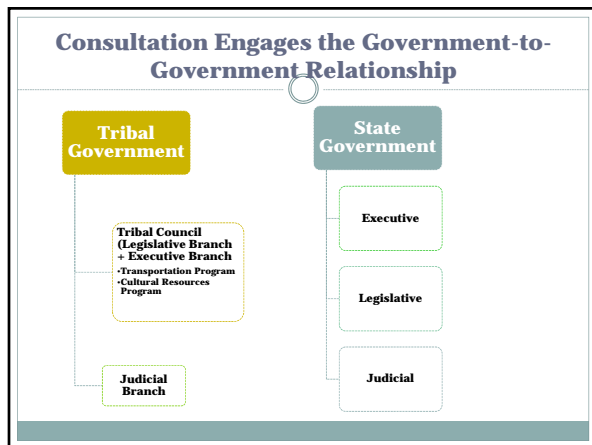 Consultation Engages the Government-to-
Government Relationship
Tribal
Government
Tribal Council
(Legislative Branch
+ Executive Branch
•Transportation Program
•Cultural Resources
Program
Judicial
Branch
State
Government
Executive
Legislative
Judicial